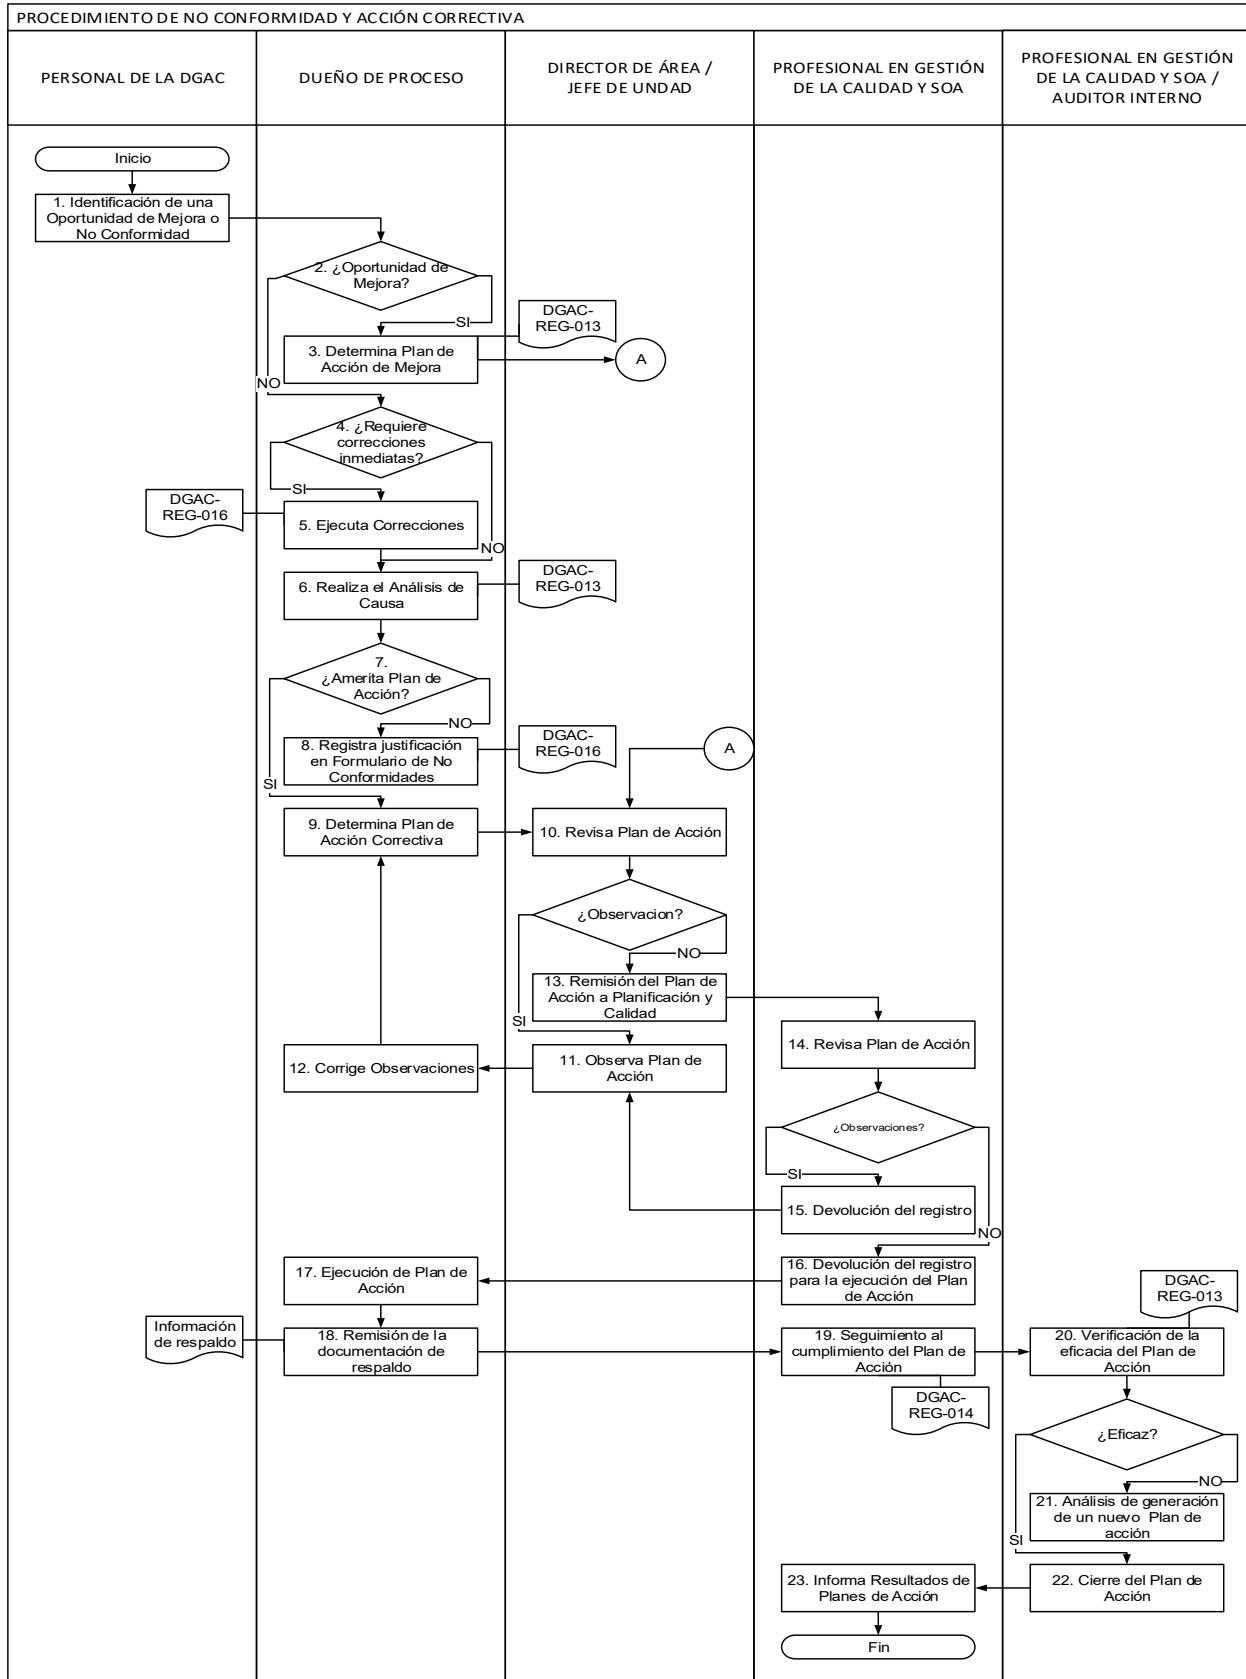 PROCEDIMIENTO DE NO CONFORMIDAD Y ACCIÓN CORRECTIVA
PERSONAL DE LA DGAC
DUEÑO DE PROCESO
DIRECTOR DE ÁREA /
JEFE DE UNDAD
PROFESIONAL EN GESTIÓN
DE LA CALIDAD Y SOA
PROFESIONAL EN GESTIÓN
DE LA CALIDAD Y SOA /
AUDITOR INTERNO
Inicio
1. Identificación de una
Oportunidad de Mejora o
No Conformidad
2. ¿Oportunidad de
Mejora?
SI
DGAC-
REG-013
3. Determina Plan de
Acción de Mejora
A
NO
4. ¿Requiere
correcciones
inmediatas?
SI
DGAC-
REG-016
5. Ejecuta Correcciones
NO
6. Realiza el Análisis de
Causa
DGAC-
REG-013
7.
¿Amerita Plan de
Acción?
NO
8. Registra justificación
en Formulario de No
Conformidades
DGAC-
REG-016
A
SI
9. Determina Plan de
Acción Correctiva
10. Revisa Plan de Acción
¿Observacion?
NO
13. Remisión del Plan de
Acción a Planificación y
Calidad
SI
14. Revisa Plan de Acción
12. Corrige Observaciones
11. Observa Plan de
Acción
¿Observaciones?
SI
15. Devolución del registro
NO
17. Ejecución de Plan de
Acción
16. Devolución del registro
para la ejecución del Plan
de Acción
DGAC-
REG-013
Información
de respaldo
18. Remisión de la
documentación de
respaldo
19. Seguimiento al
cumplimiento del Plan de
Acción
20. Verificación de la
eficacia del Plan de
Acción
DGAC-
REG-014
¿Eficaz?
NO
21. Análisis de generación
de un nuevo Plan de
acción
SI
23. Informa Resultados de
Planes de Acción
22. Cierre del Plan de
Acción
Fin